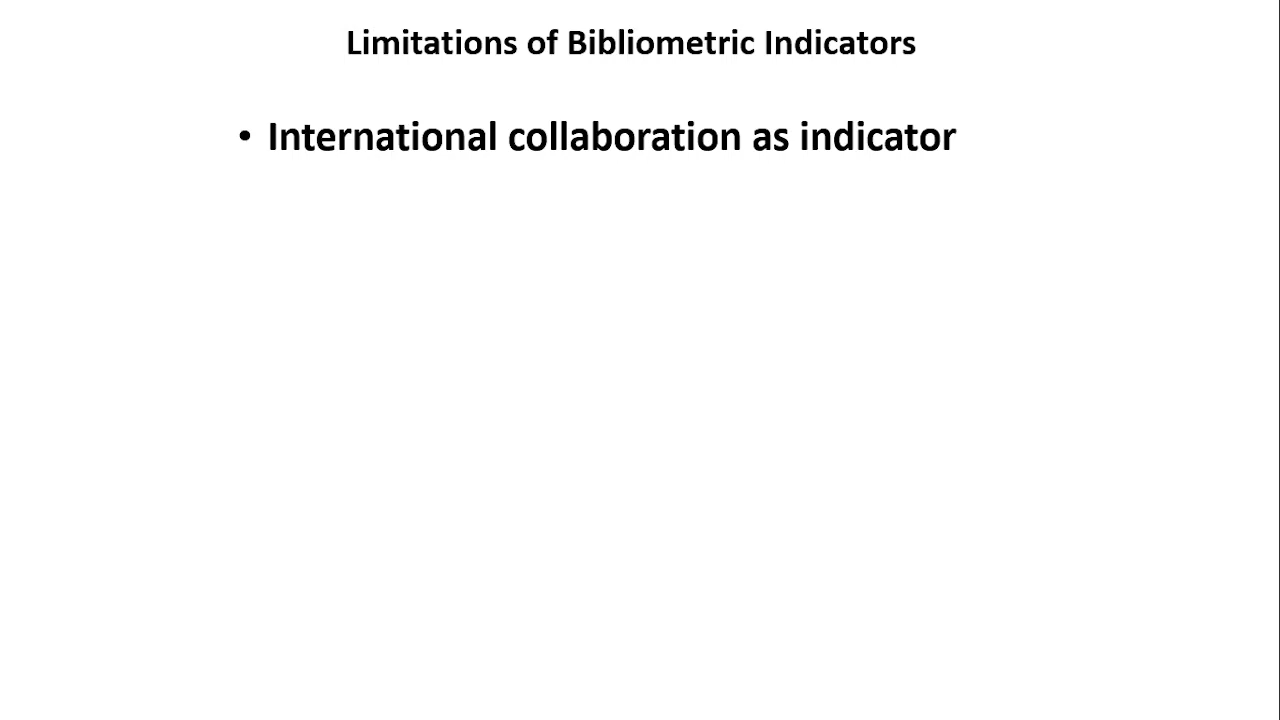 Limitations of Bibliometric Indicators
• International collaboration as indicator